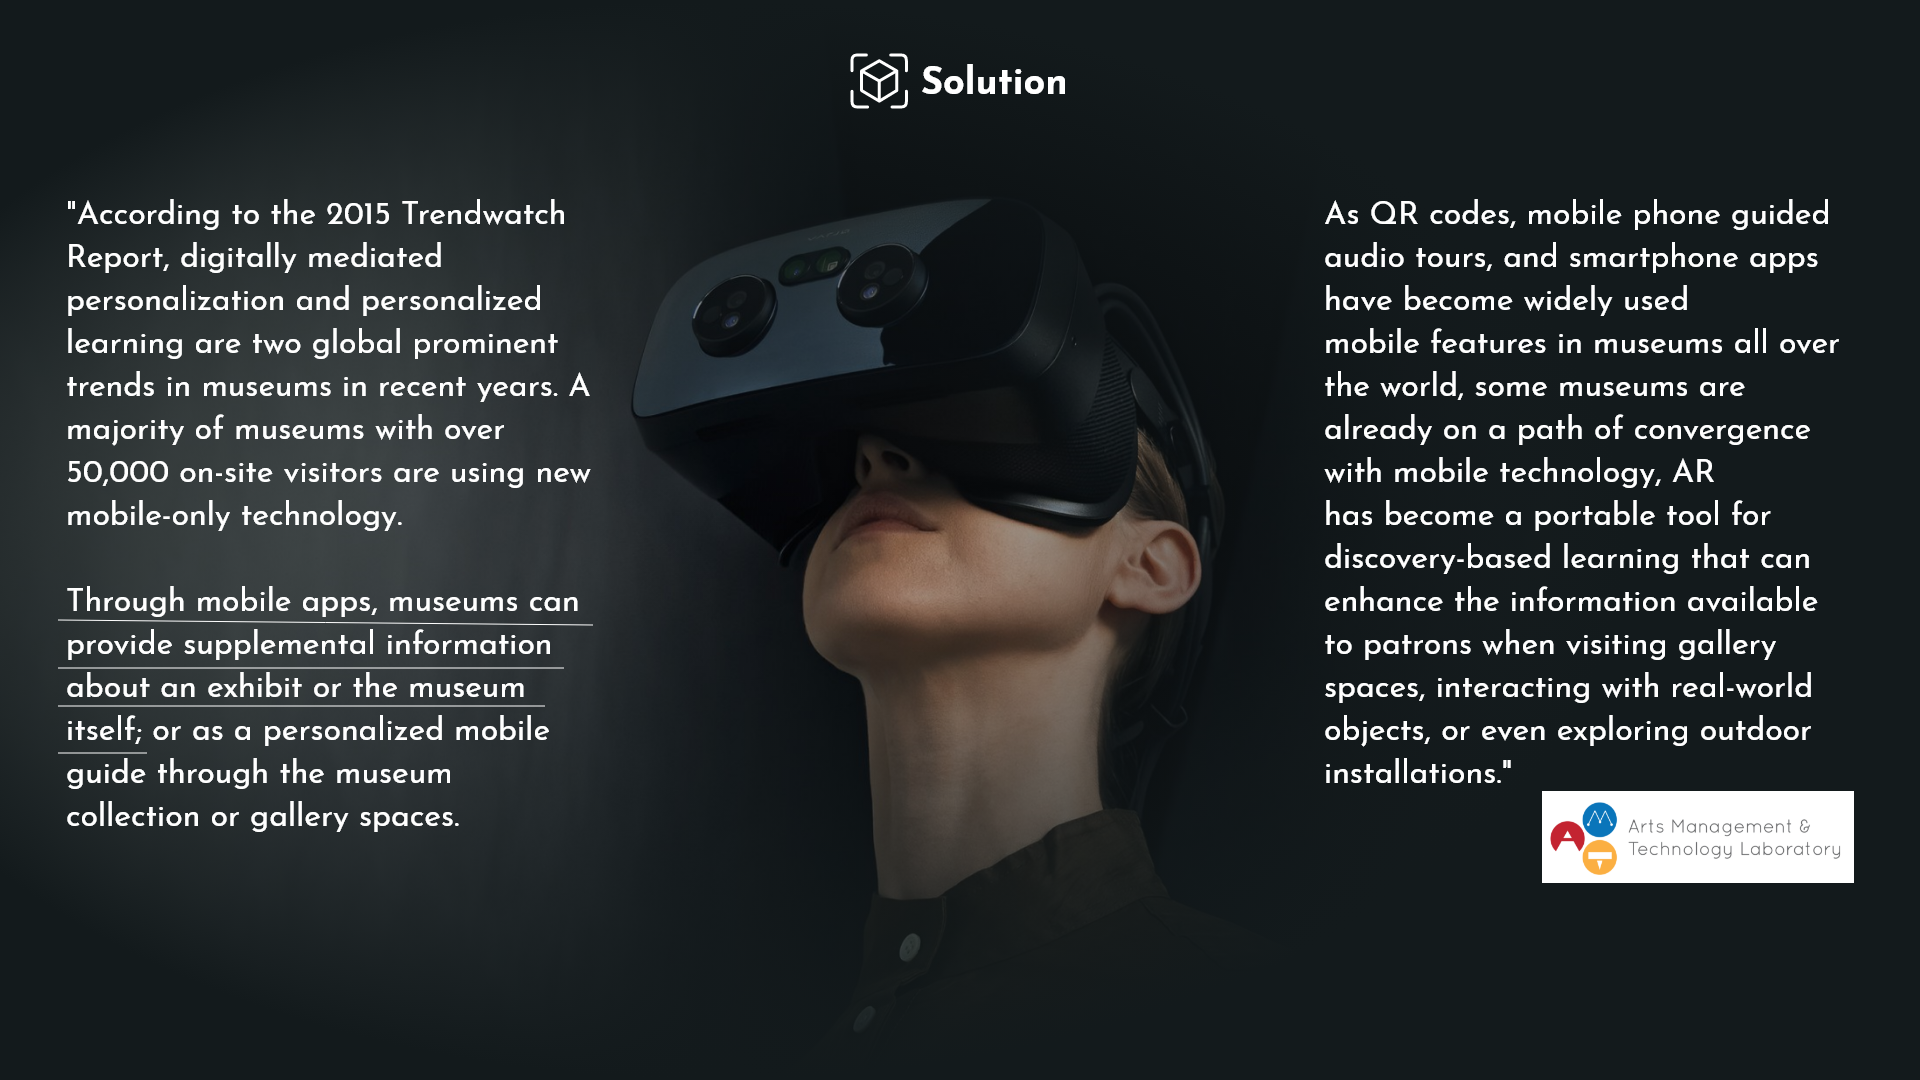 Solution
"According to the 2015 Trendwatch
Report, digitally mediated
personalization and personalized
learning are two global prominent
trends in museums in recent years. A
majority of museums with over
50,000 on-site visitors are using new
mobile-only technology.
Through mobile apps, museums can
provide supplemental information
about an exhibit or the museum
itself; or as a personalized mobile
guide through the museum
collection or gallery spaces.
As QR codes, mobile phone guided
audio tours, and smartphone apps
have become widely used
mobile features in museums all over
the world, some museums are
already on a path of convergence
with mobile technology, AR
has become a portable tool for
discovery-based learning that can
enhance the information available
to patrons when visiting gallery
spaces, interacting with real-world
objects, or even exploring outdoor
installations."
A M T
Arts Management &
Technology Laboratory